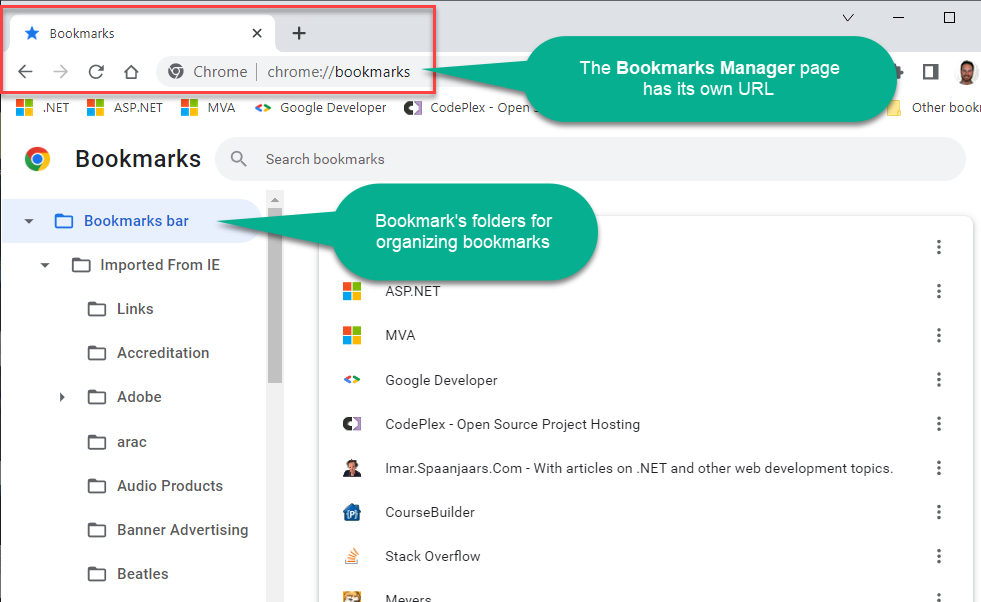 Bookmarks
Chrome | chrome://bookmarks
The Bookmarks Manager page
has its own URL
.NET
ASP.NET
MVA
Google Developer
CodePlex - Open
Other
Bookmarks
Search bookmarks
Bookmarks bar
Bookmark's folders for
organizing bookmarks
Imported From IE
Links
Accreditation
Adobe
arac
Audio Products
Banner Advertising
Beatles
ASP.NET
MVA
Google Developer
CodePlex - Open Source Project Hosting
Imar.Spaanjaars.Com - With articles on .NET and other web development topics.
CourseBuilder
Stack Overflow
Meyers